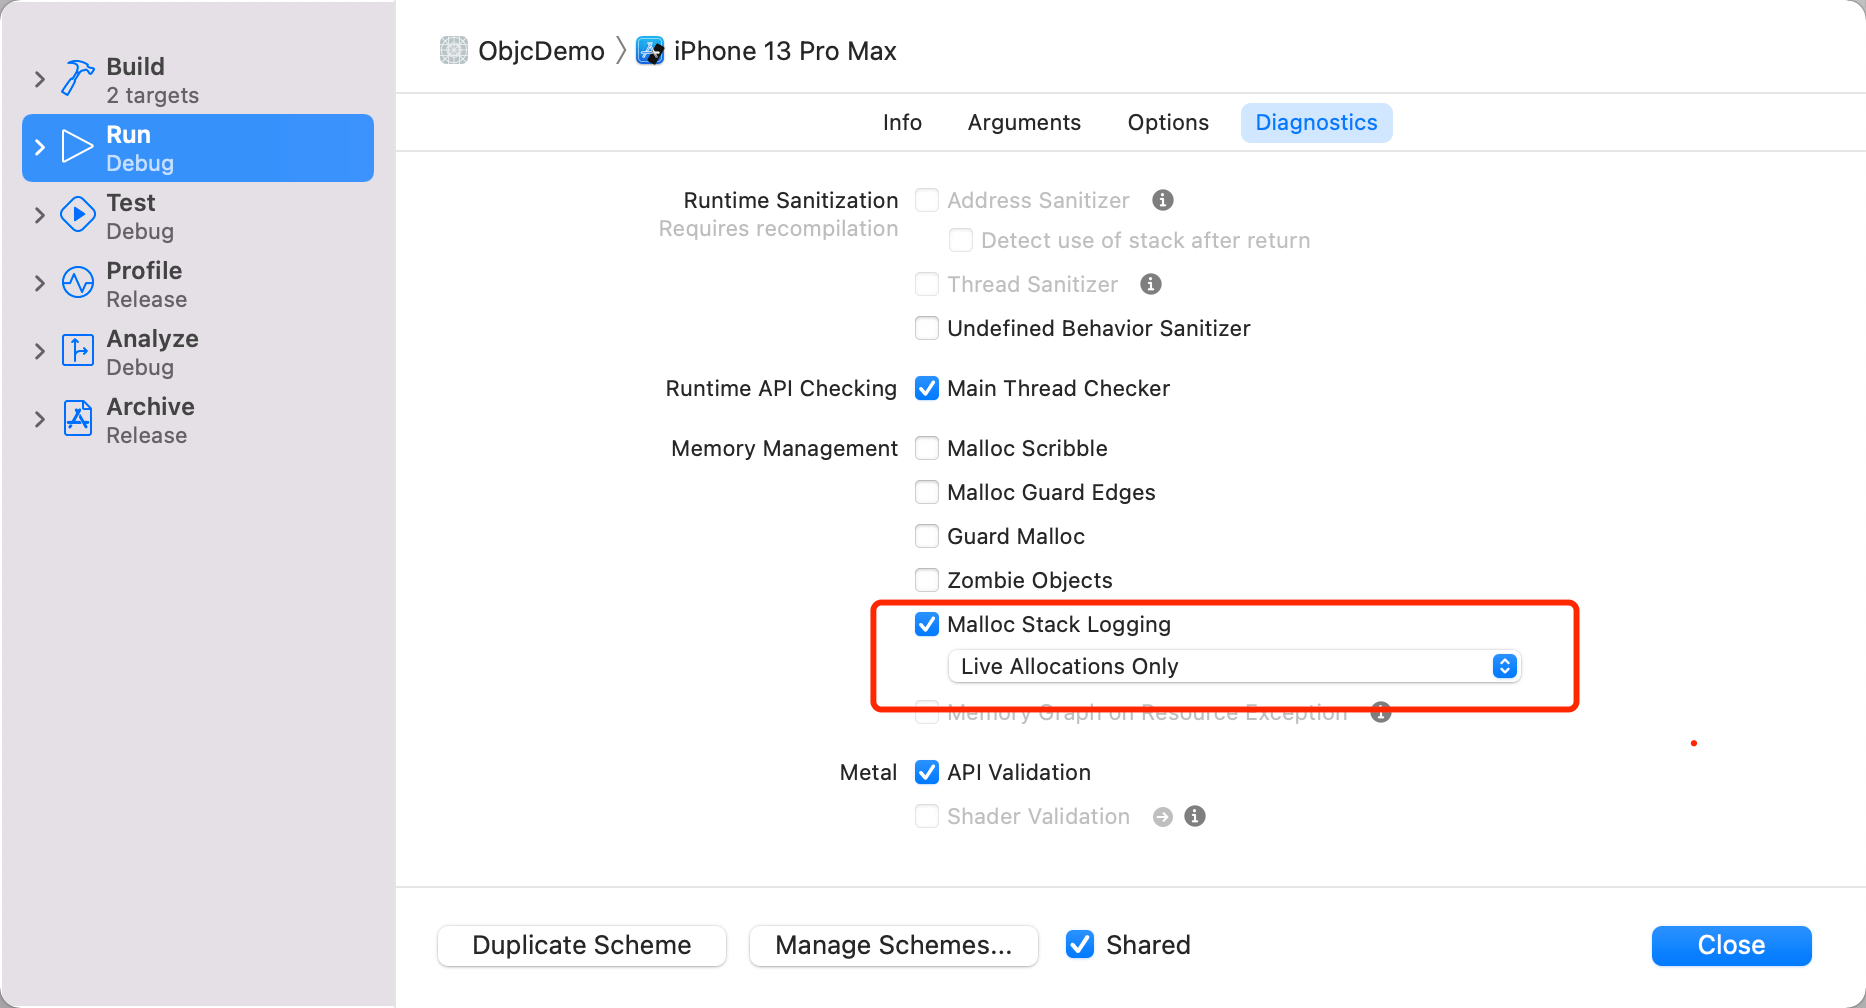 Build
2 targets
Run
Debug
Test
Debug
Profile
Release
Analyze
Debug
Archive
Release
ObjcDemo 〉 iPhone 13 Pro Max
Info Arguments Options Diagnostics
Runtime Sanitization Address Sanitizer
Requires recompilation
Detect use of stack after return
Thread Sanitizer
Undefined Behavior Sanitizer
Runtime API Checking Main Thread Checker
Memory Management Malloc Scribble
Malloc Guard Edges
Guard Malloc
Zombie Objects
Malloc Stack Logging
Live Allocations Only
Memory Graph on Resource Exception
Metal API Validation
Shader Validation
Duplicate Scheme Manage Schemes... Shared Close